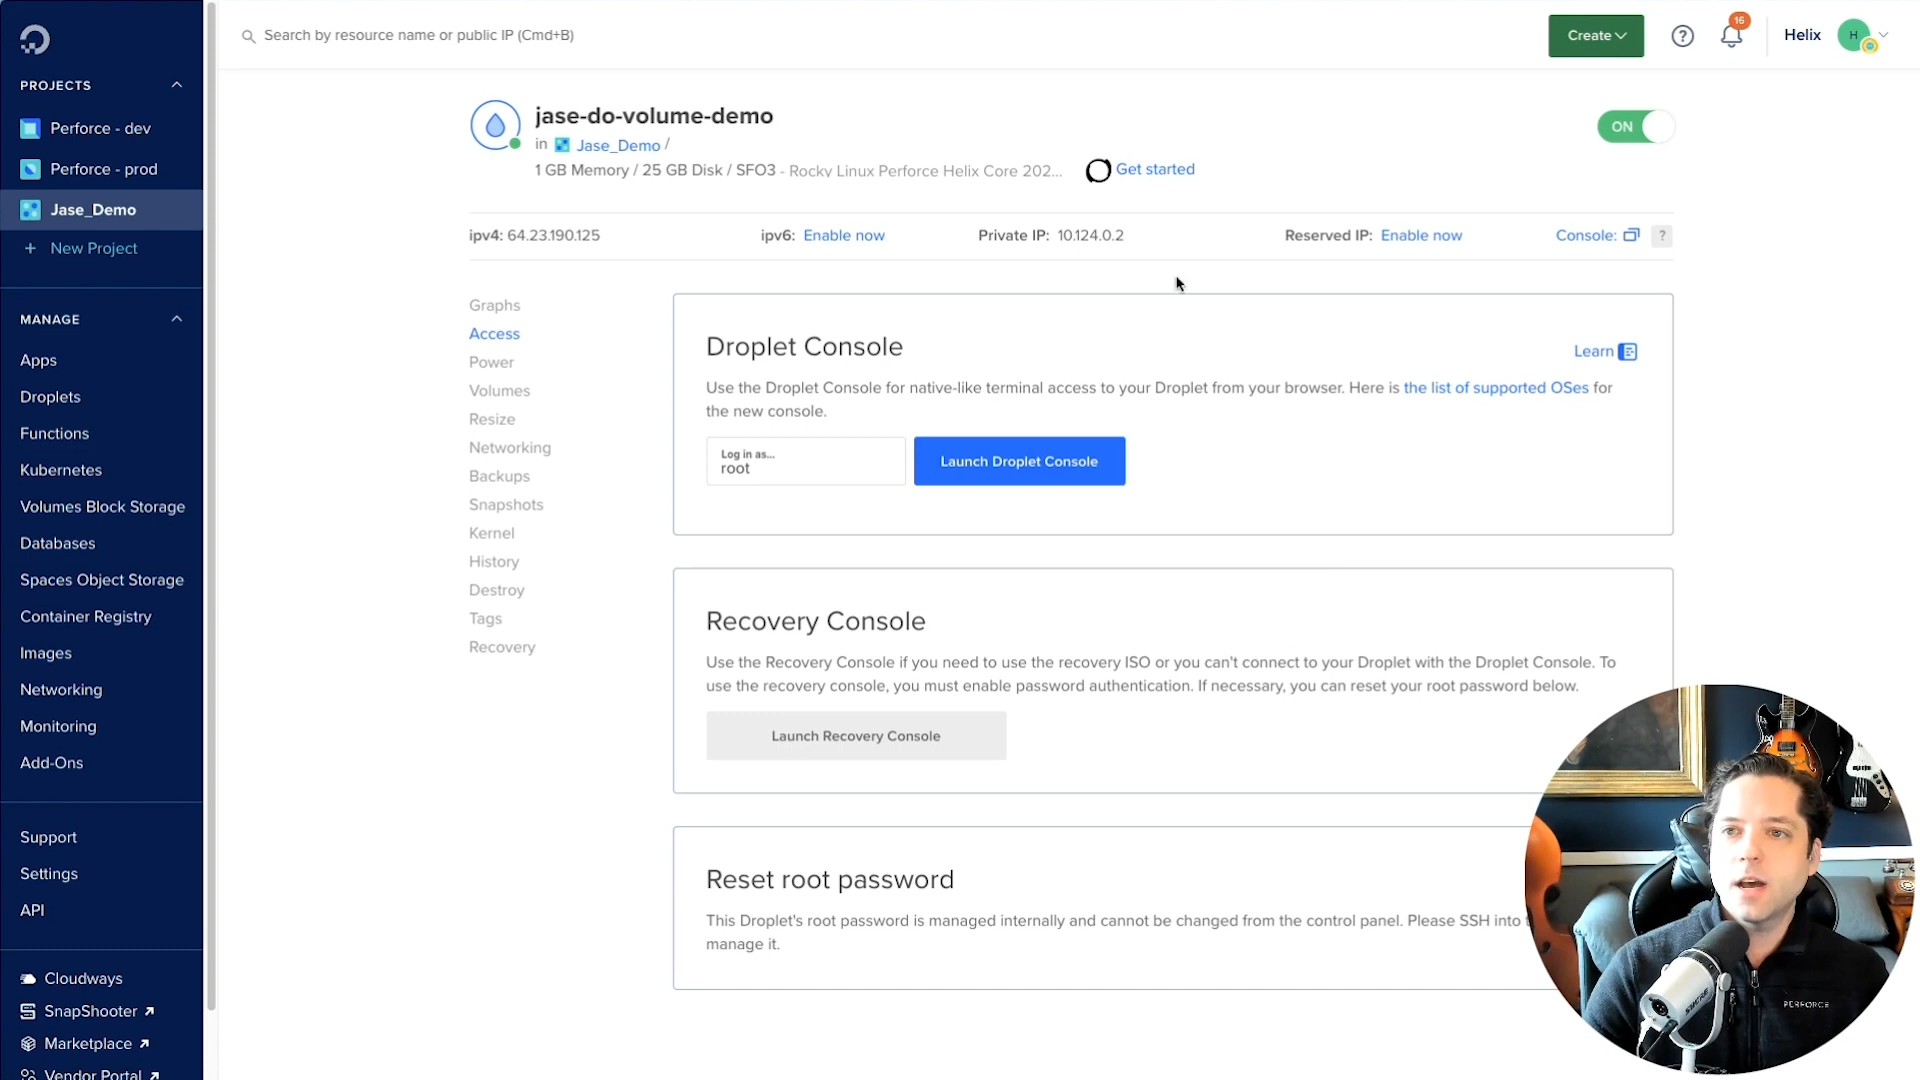 Search by resource name or public IP (Cmd+B)
Create
16
Helix
H
PROJECTS
Perforce - dev
Perforce - prod
Jase_Demo
+ New Project
MANAGE
Apps
Droplets
Functions
Kubernetes
Volumes Block Storage
Databases
Spaces Object Storage
Container Registry
Images
Networking
Monitoring
Add-Ons
Support
Settings
API
Cloudways
SnapShooter
Marketplace
Vendor Portal
jase-do-volume-demo
in Jase_Demo /
1 GB Memory / 25 GB Disk / SFO3 - Rocky Linux Perforce Helix Core 202...
Get started
ON
ipv4: 64.23.190.125
ipv6: Enable now
Private IP: 10.124.0.2
Reserved IP: Enable now
Console:
?
Graphs
Access
Power
Volumes
Resize
Networking
Backups
Snapshots
Kernel
History
Destroy
Tags
Recovery
Droplet Console
Learn
Use the Droplet Console for native-like terminal access to your Droplet from your browser. Here is the list of supported OSes for
the new console.
Log in as...
root
Launch Droplet Console
Recovery Console
Use the Recovery Console if you need to use the recovery ISO or you can't connect to your Droplet with the Droplet Console. To
use the recovery console, you must enable password authentication. If necessary, you can reset your root password below.
Launch Recovery Console
Reset root password
This Droplet's root password is managed internally and cannot be changed from the control panel. Please SSH into
manage it.
PERFORCE